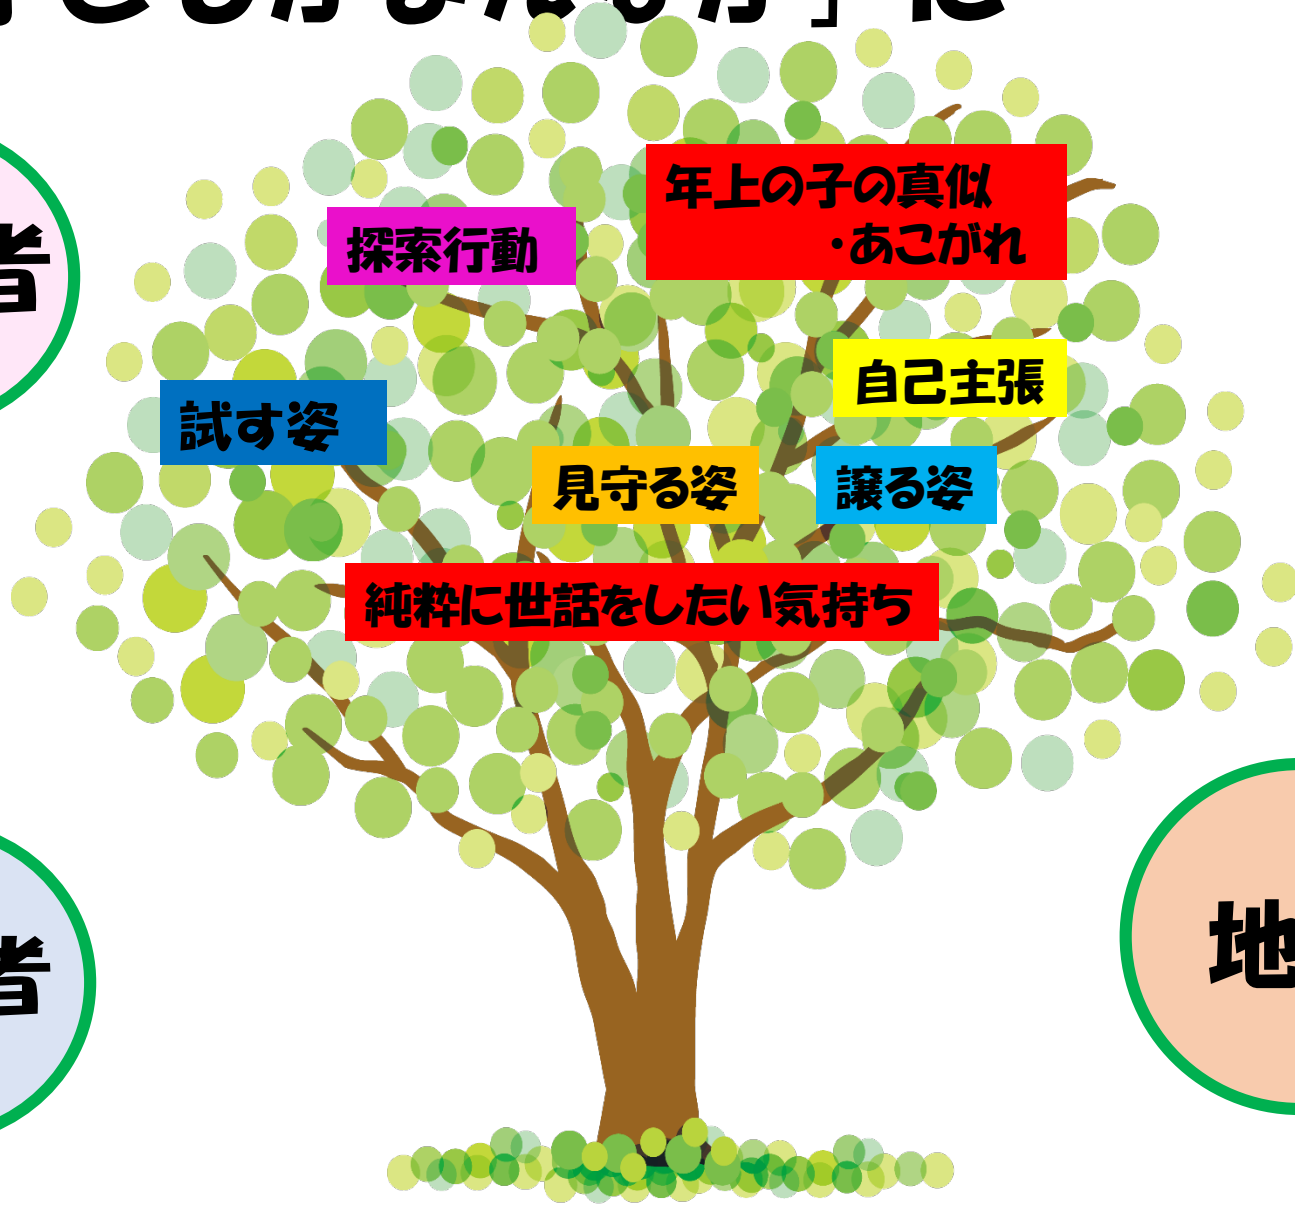 」に
年上の子の真似
・あこがれ
探索行動
者
自己主張
試す姿
見守る姿
譲る姿
純粋に世話をしたい気持ち
者
地